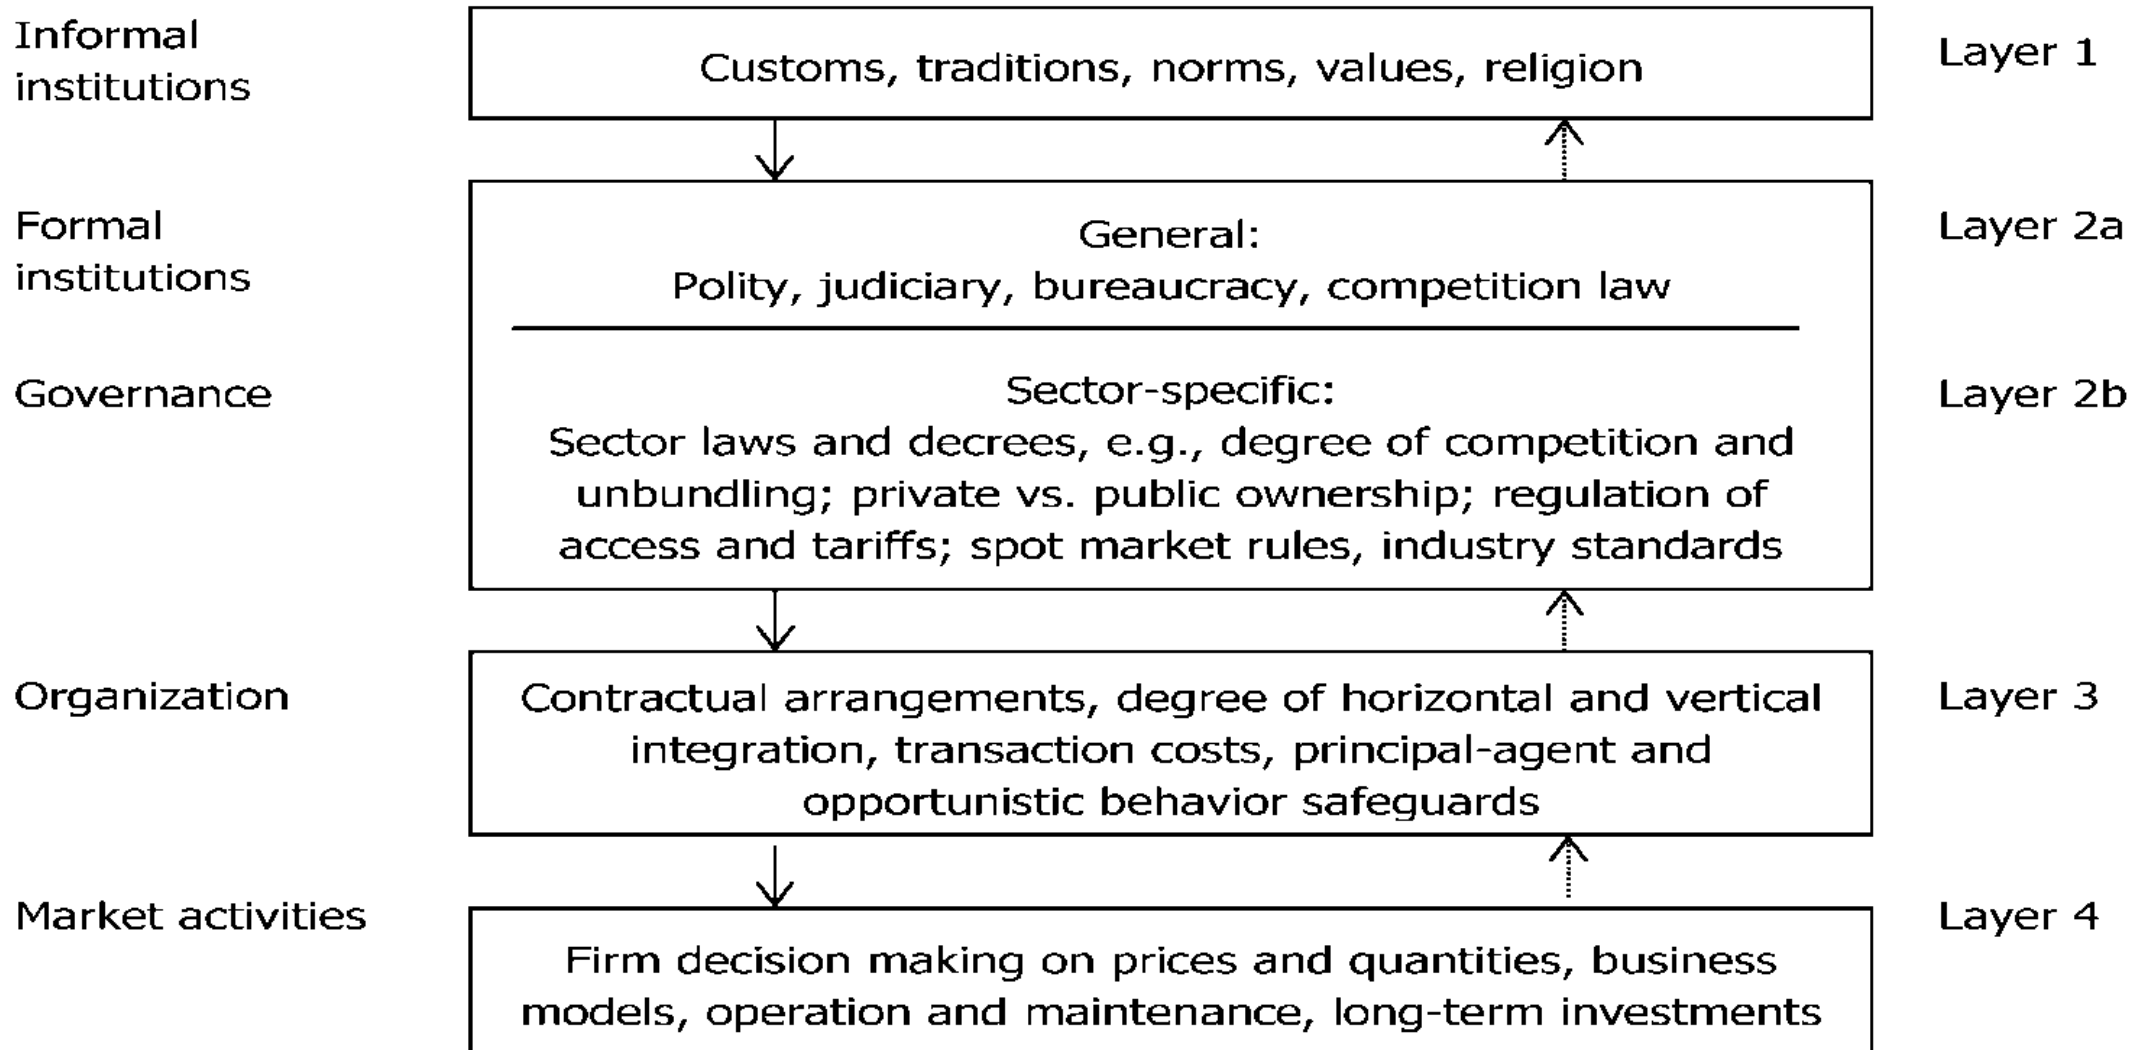 Informal
institutions
Customs, traditions, norms, values, religion
Layer 1
Formal
institutions
General:
Polity, judiciary, bureaucracy, competition law
Layer 2a
Governance
Sector-specific:
Sector laws and decrees, e.g., degree of competition and
unbundling; private vs. public ownership; regulation of
access and tariffs; spot market rules, industry standards
Layer 2b
Organization
Contractual arrangements, degree of horizontal and vertical
integration, transaction costs, principal-agent and
opportunistic behavior safeguards
Layer 3
Market activities
Firm decision making on prices and quantities, business
models, operation and maintenance, long-term investments
Layer 4